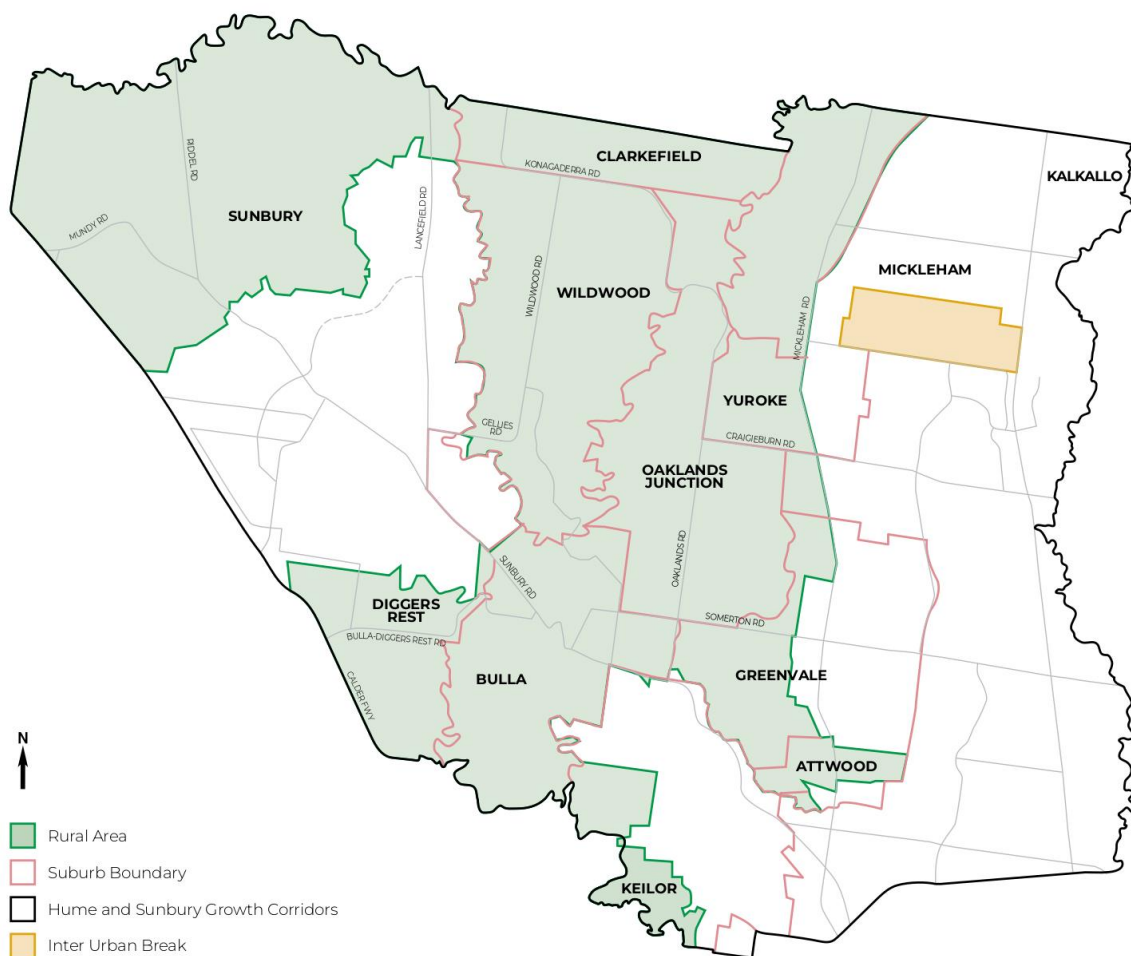 CLARKEFIELD
KONAGADERRA RD
RIDDEL RD
KALKALLO
SUNBURY
LANCEFIELD RD
MUNDY RD
MICKLEHAM
WILDWOOD RD
WILDWOOD
MICKLEHAM RD
YUROKE
GELLIES
RD
CRAIGIEBURN RD
OAKLANDS
JUNCTION
OAKLANDS RD
SUNBURY RD
DIGGERS
REST
SOMERTON RD
BULLA-DIGGERS REST RD
BULLA
GREENVALE
CALDER FWY
ATTWOOD
KEILOR
N
Rural Area
Suburb Boundary
Hume and Sunbury Growth Corridors
Inter Urban Break